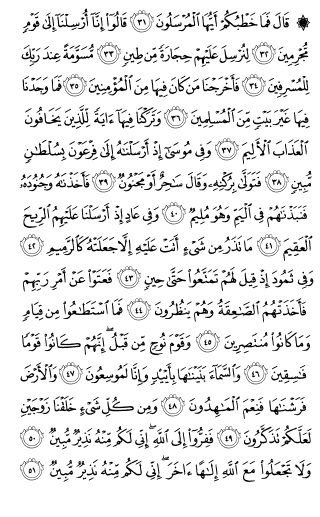 ۞ قَالَ فَمَا خَطْبُكُمْ أَيُّهَا ٱلْمُرْسَلُونَ ٣١ قَالُوٓا۟ إِنَّآ أُرْسِلْنَآ إِلَىٰ قَوْمٍ
مُّجْرِمِينَ ٣٢ لِنُرْسِلَ عَلَيْهِمْ حِجَارَةً مِّن طِينٍ ٣٣ مُّسَوَّمَةً عِندَ رَبِّكَ
لِلْمُسْرِفِينَ ٣٤ فَأَخْرَجْنَا مَن كَانَ فِيهَا مِنَ ٱلْمُؤْمِنِينَ ٣٥ فَمَا وَجَدْنَا
فِيهَا غَيْرَ بَيْتٍ مِّنَ ٱلْمُسْلِمِينَ ٣٦ وَتَرَكْنَا فِيهَآ ءَايَةً لِّلَّذِينَ يَخَافُونَ
ٱلْعَذَابَ ٱلْأَلِيمَ ٣٧ وَفِى مُوسَىٰٓ إِذْ أَرْسَلْنَٰهُ إِلَىٰ فِرْعَوْنَ بِسُلْطَٰنٍ
مُّبِينٍ ٣٨ فَتَوَلَّىٰ بِرُكْنِهِۦ وَقَالَ سَٰحِرٌ أَوْ مَجْنُونٌ ٣٩ فَأَخَذْنَٰهُ وَجُنُودَهُۥ
فَنَبَذْنَٰهُمْ فِى ٱلْيَمِّ وَهُوَ مُلِيمٌ ٤٠ وَفِى عَادٍ إِذْ أَرْسَلْنَا عَلَيْهِمُ ٱلرِّيحَ
ٱلْعَقِيمَ ٤١ مَا تَذَرُ مِن شَىْءٍ أَتَتْ عَلَيْهِ إِلَّا جَعَلَتْهُ كَٱلرَّمِيمِ ٤٢
وَفِى ثَمُودَ إِذْ قِيلَ لَهُمْ تَمَتَّعُوا۟ حَتَّىٰ حِينٍ ٤٣ فَعَتَوْا۟ عَنْ أَمْرِ رَبِّهِمْ
فَأَخَذَتْهُمُ ٱلصَّٰعِقَةُ وَهُمْ يَنظُرُونَ ٤٤ فَمَا ٱسْتَطَٰعُوا۟ مِن قِيَامٍ
وَمَا كَانُوا۟ مُنتَصِرِينَ ٤٥ وَقَوْمَ نُوحٍ مِّن قَبْلُ ۖ إِنَّهُمْ كَانُوا۟ قَوْمًا
فَٰسِقِينَ ٤٦ وَٱلسَّمَآءَ بَنَيْنَٰهَا بِأَيْي۟دٍ وَإِنَّا لَمُوسِعُونَ ٤٧ وَٱلْأَرْضَ
فَرَشْنَٰهَا فَنِعْمَ ٱلْمَٰهِدُونَ ٤٨ وَمِن كُلِّ شَىْءٍ خَلَقْنَا زَوْجَيْنِ
لَعَلَّكُمْ تَذَكَّرُونَ ٤٩ فَفِرُّوٓا۟ إِلَى ٱللَّهِ ۖ إِنِّى لَكُم مِّنْهُ نَذِيرٌ مُّبِينٌ ٥٠
وَلَا تَجْعَلُوا۟ مَعَ ٱللَّهِ إِلَٰهًا ءَاخَرَ ۖ إِنِّى لَكُم مِّنْهُ نَذِيرٌ مُّبِينٌ ٥١